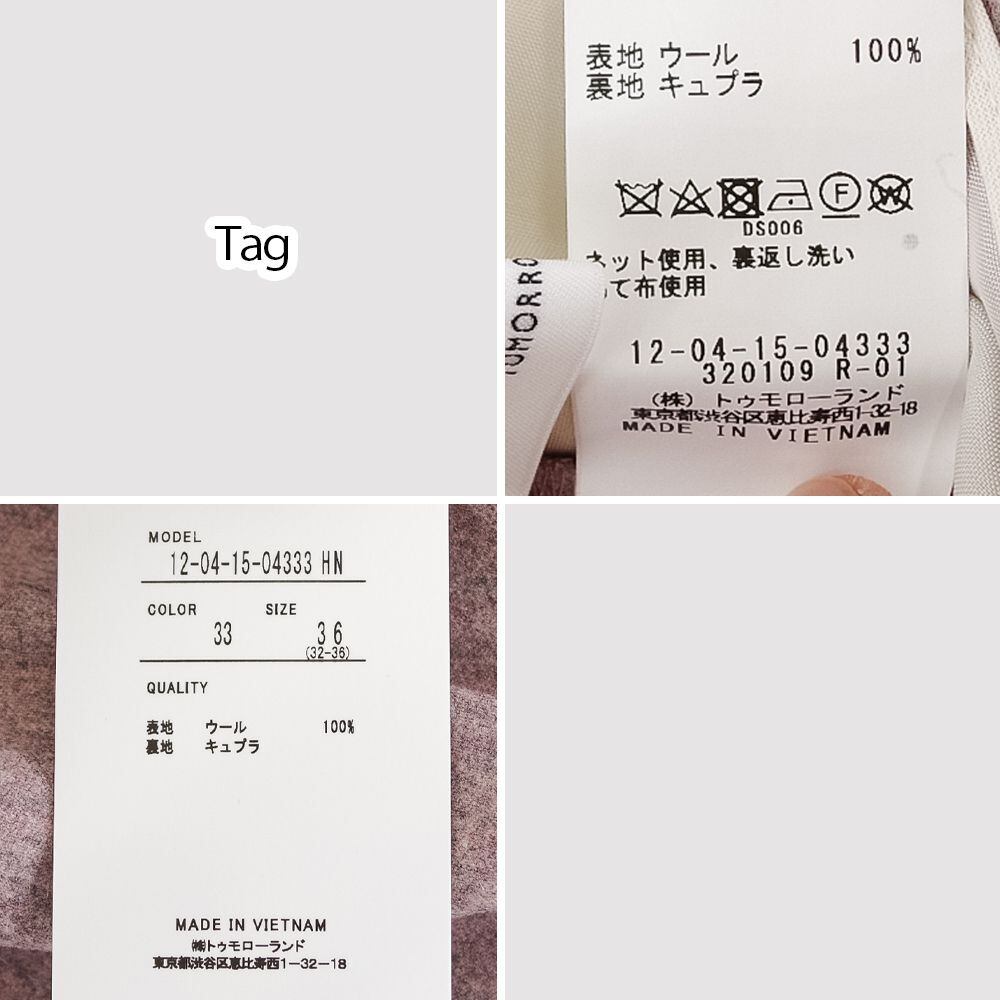 Tag
表地 ウール 100%
裏地 キュプラ
DS006
ネット使用、裏返し洗い
て布使用
TOMORRO
12-04-15-04333
320109 R-01
(株) トゥモローランド
東京都渋谷区恵比寿西1-32-18
MADE IN VIETNAM
MODEL
12-04-15-04333 HN
COLOR SIZE
33 36
(32-36)
QUALITY
表地 ウール 100%
裏地 キュプラ
MADE IN VIETNAM
㈱トゥモローランド
東京都渋谷区恵比寿西1-32-18